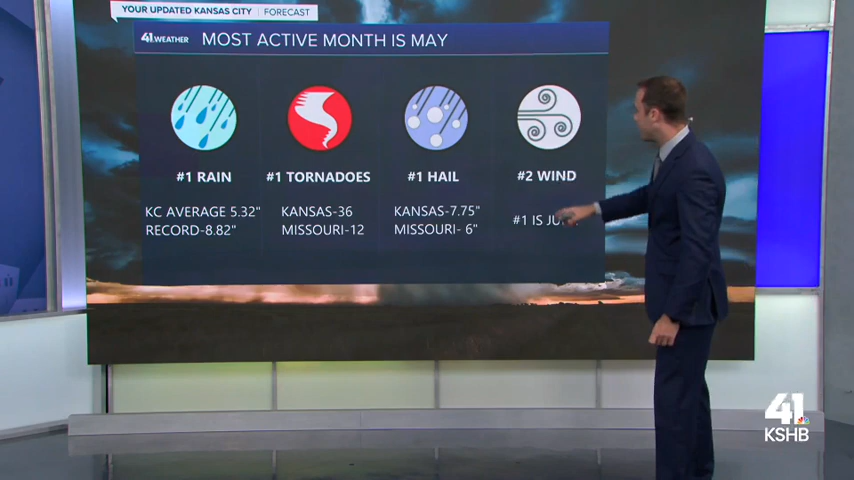 YOUR UPDATED KANSAS CITY FORECAST
41 WEATHER MOST ACTIVE MONTH IS MAY
#1 RAIN
KC AVERAGE 5.32"
RECORD-8.82"
#1 TORNADOES
KANSAS-36
MISSOURI-12
#1 HAIL
KANSAS-7.75"
MISSOURI- 6"
#2 WIND
#1 IS
41
KSHB